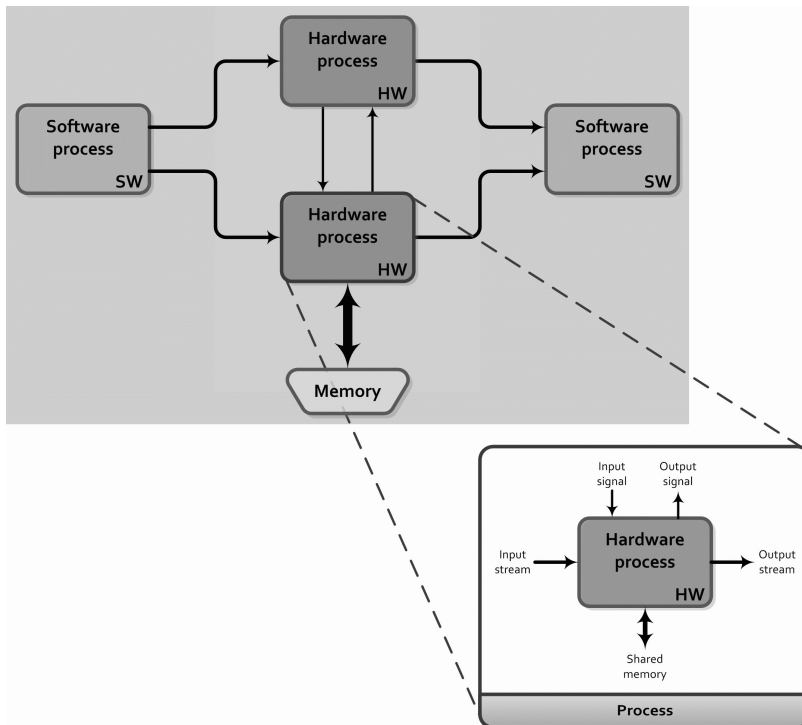 Hardware
process
HW
Software
process
SW
Software
process
SW
Hardware
process
HW
Memory
Input
signal
Output
signal
Hardware
process
HW
Input
stream
Output
stream
Shared
memory
Process